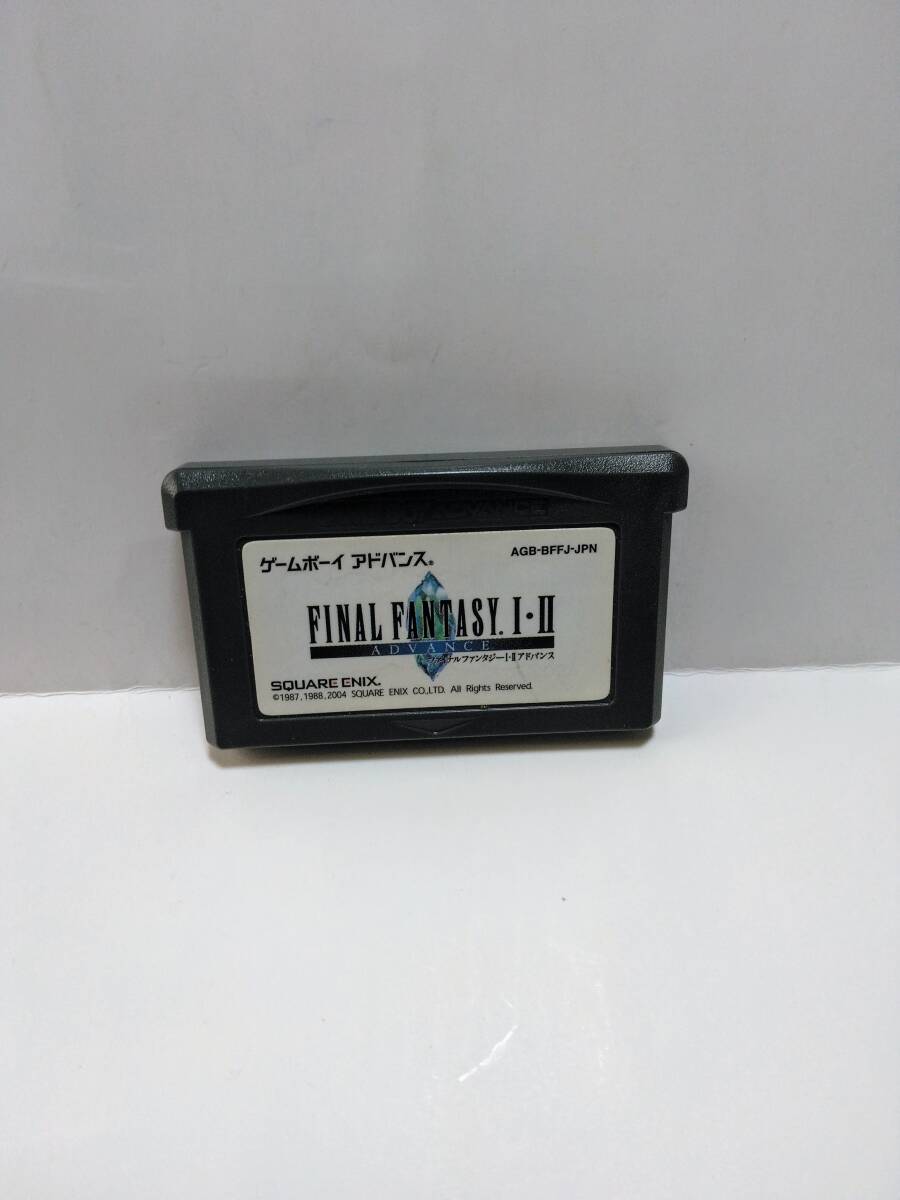 ゲームボーイ アドバンス®
AGB-BFFJ-JPN
FINAL FANTASY. I・II
ADVANCE
ファイナルファンタジーI・IIアドバンス
SQUARE ENIX.
©1987,1988,2004 SQUARE ENIX CO.,LTD. All Rights Reserved.